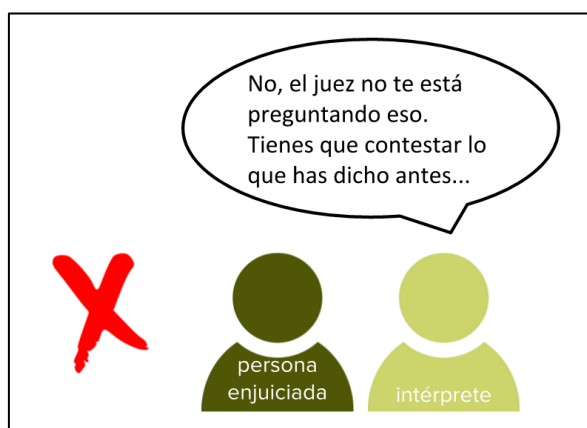 No, el juez no te está
preguntando eso.
Tienes que contestar lo
que has dicho antes...
persona
enjuiciada
intérprete